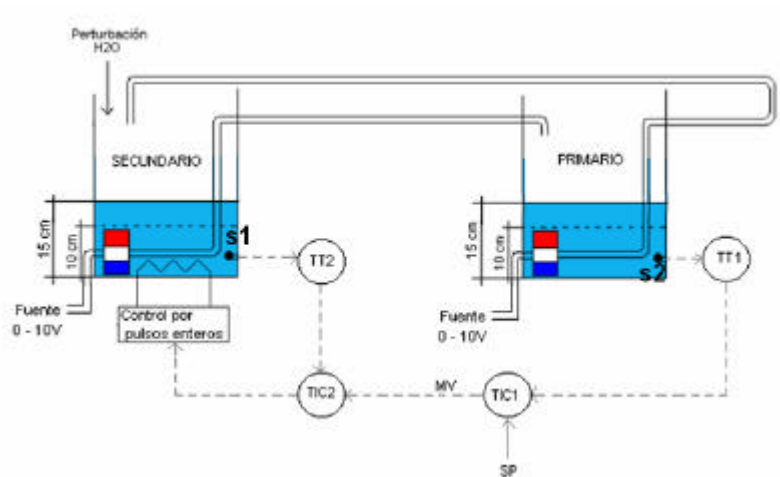 Perturbación
H2O
SECUNDARIO
PRIMARIO
15 cm
10 cm
s1
TT2
15 cm
10 cm
s2
TT1
Fuente
0 - 10V
Control por
pulsos enteros
Fuente
0 - 10V
TIC2
MV
TIC1
SP